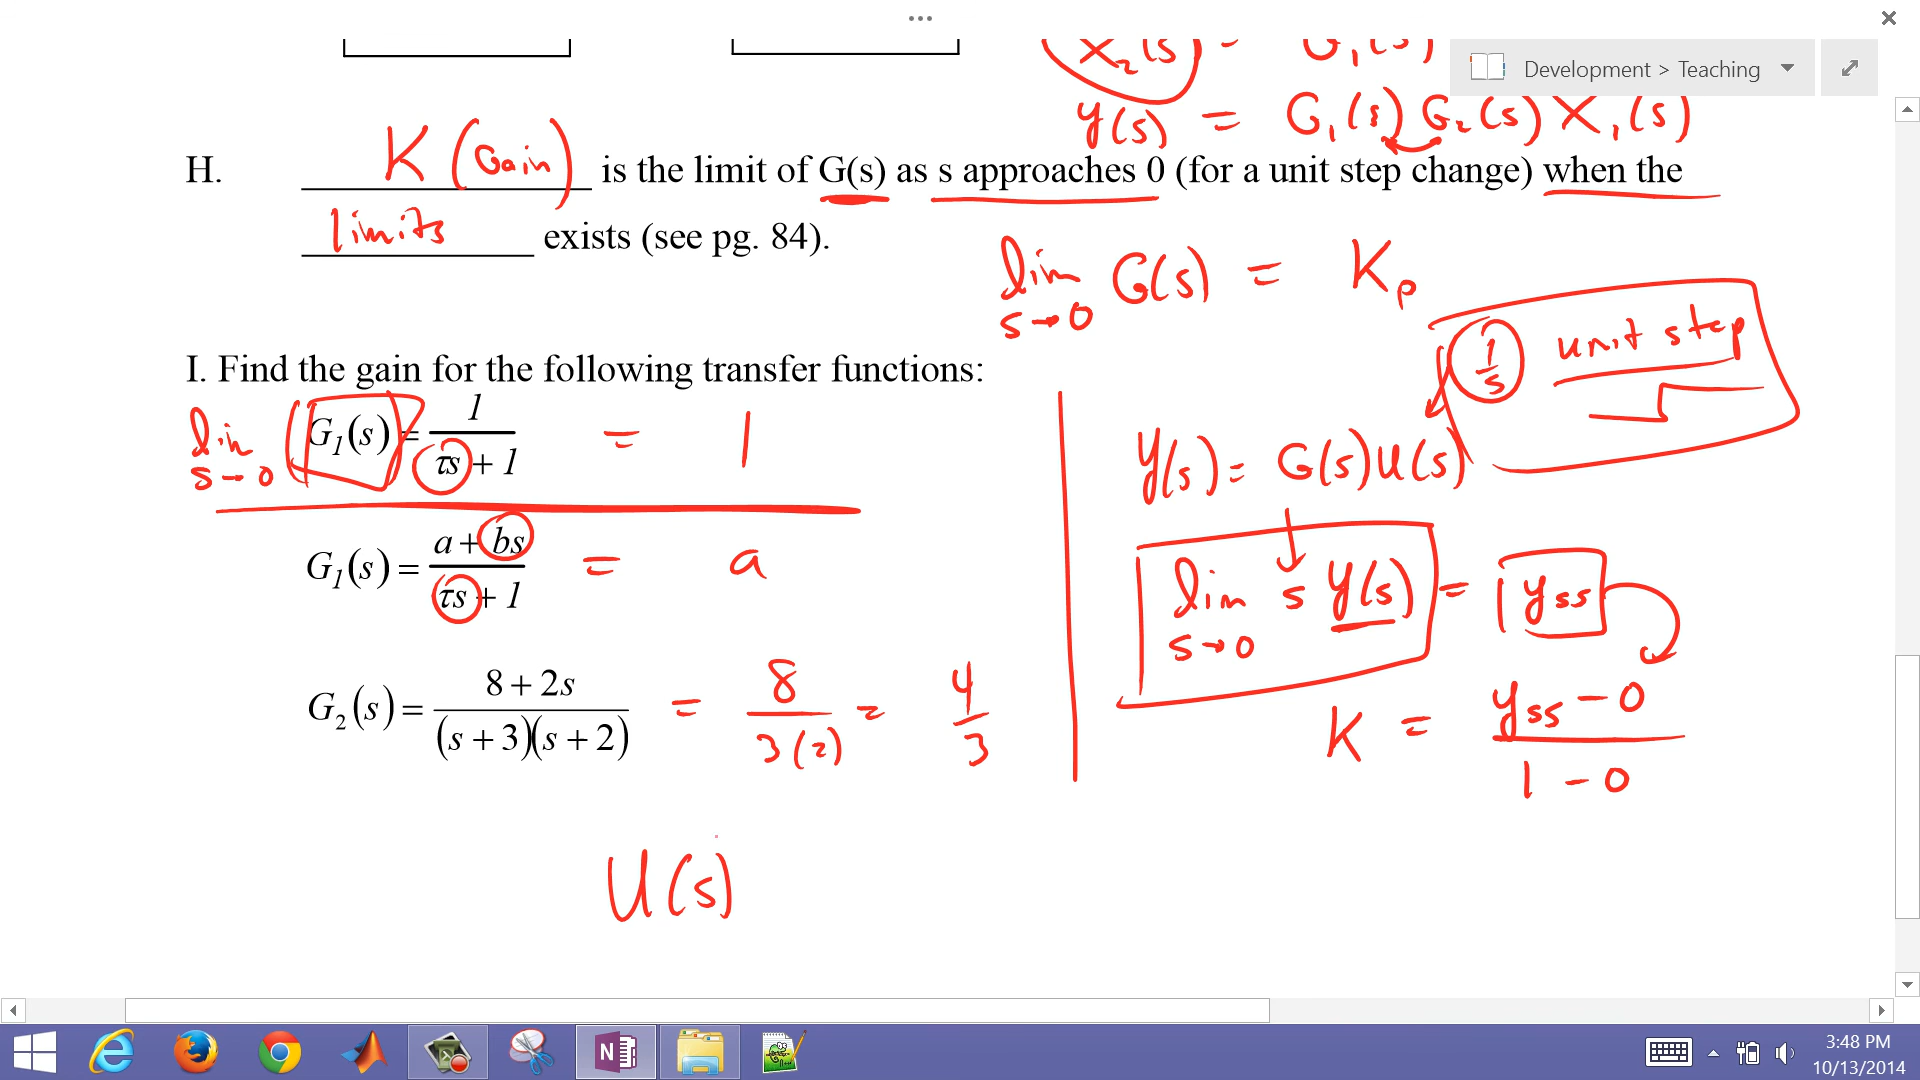 Development > Teaching
X₂(s) = G₁(s)
y(s) = G₁(s) G₂(s) X₁(s)
H. K (Gain) is the limit of G(s) as s approaches 0 (for a unit step change) when the
limits exists (see pg. 84).
lim s→0 G(s) = Kp
1/s unit step
I. Find the gain for the following transfer functions:
lim s→0 (G₁(s)) = 1/(τs + 1) = 1
y(s) = G(s)U(s)
G₁(s) = (a + bs)/(τs + 1) = a
lim s→0 s y(s) = yss
G₂(s) = (8 + 2s)/((s + 3)(s + 2)) = 8/(3(2)) = 4/3
K = (yss - 0)/(1 - 0)
U(s)
3:48 PM
10/13/2014